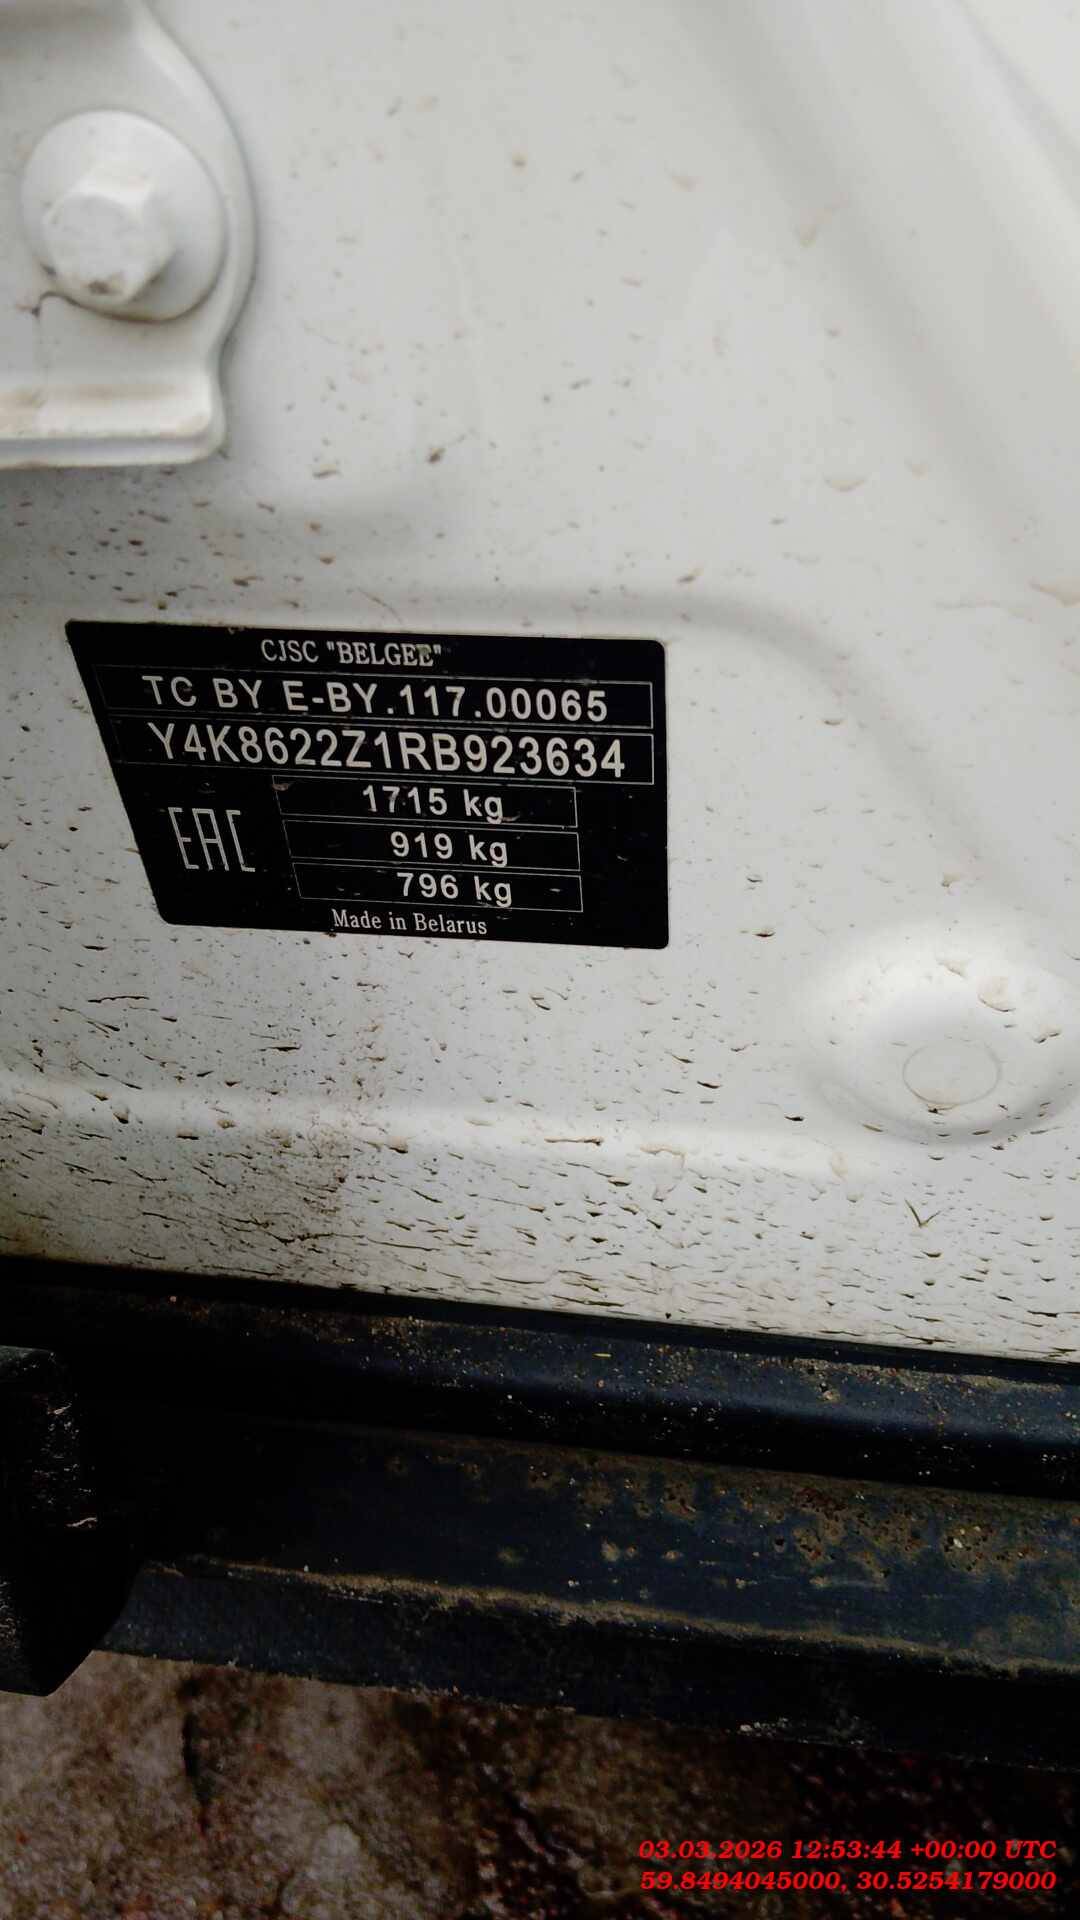 CJSC "BELGEE"
TC BY E-BY.117.00065
Y4K8622Z1RB923634
1715 kg
EAC
919 kg
796 kg
Made in Belarus
03.03.2026 12:53:44 +00:00 UTC
59.8494045000, 30.5254179000